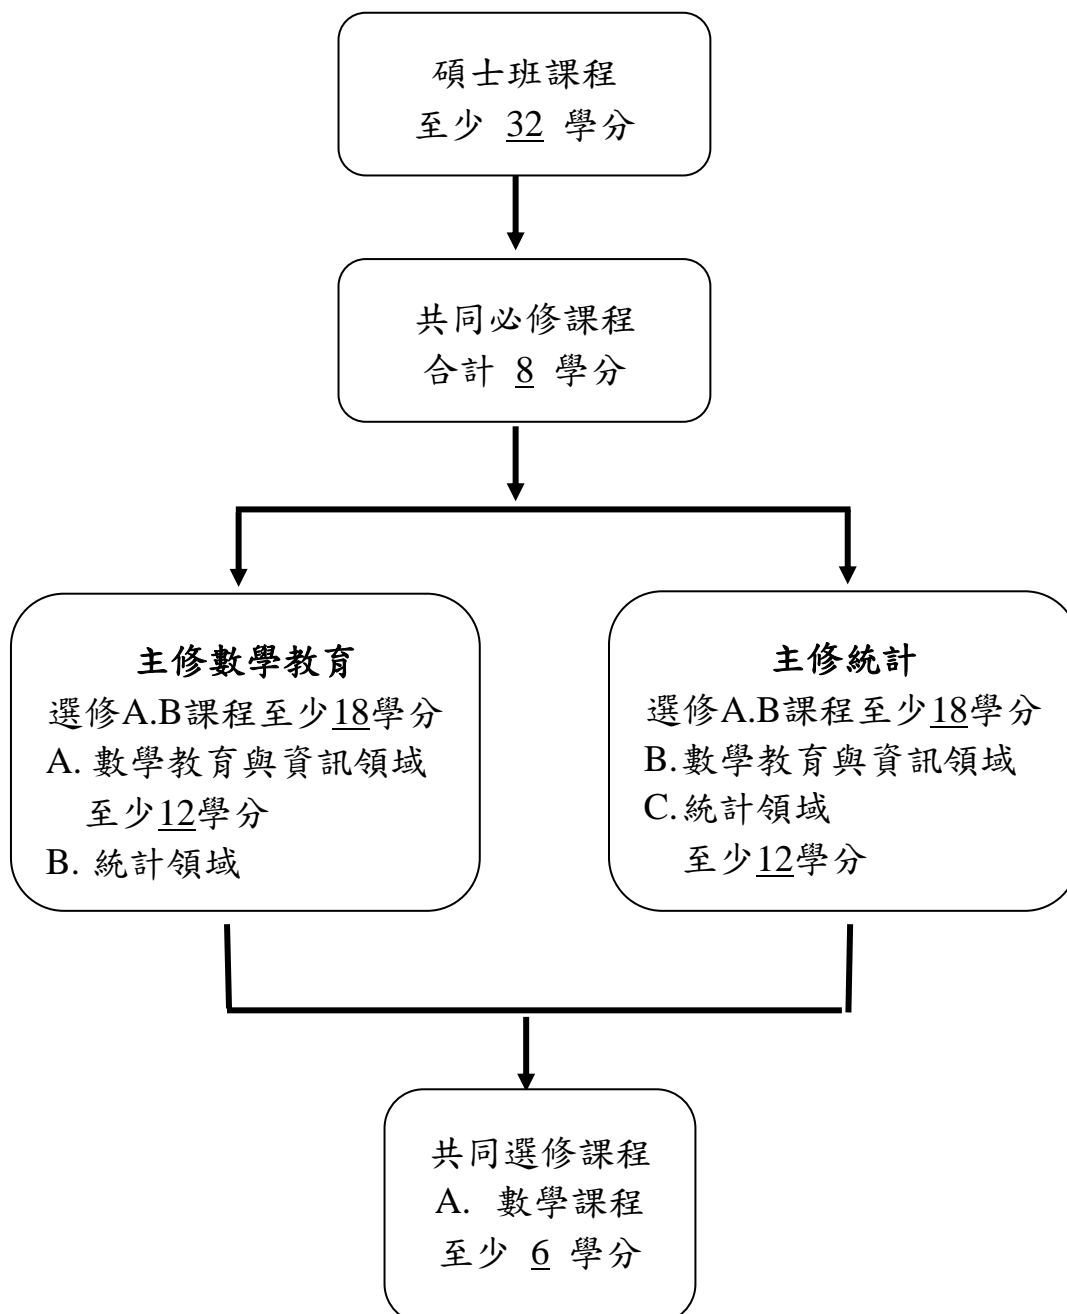 碩士班課程
至少 32 學分
共同必修課程
合計 8 學分
主修數學教育
選修A.B課程至少18學分
A. 數學教育與資訊領域
至少12學分
B. 統計領域
主修統計
選修A.B課程至少18學分
B.數學教育與資訊領域
C.統計領域
至少12學分
共同選修課程
A. 數學課程
至少 6 學分